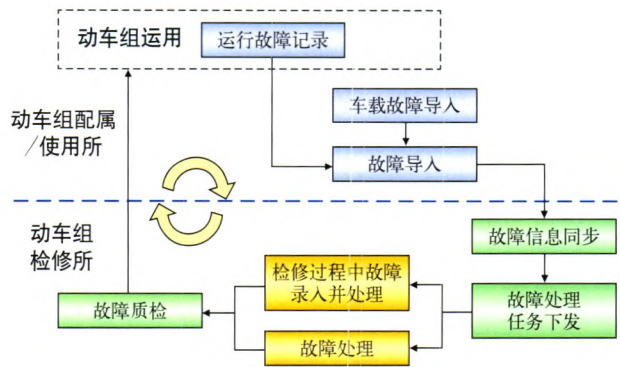 动车组运用
运行故障记录
车载故障导入
动车组配属
/使用所
故障导入
故障信息同步
动车组
检修所
检修过程中故障
录入并处理
故障质检
故障处理
任务下发
故障处理